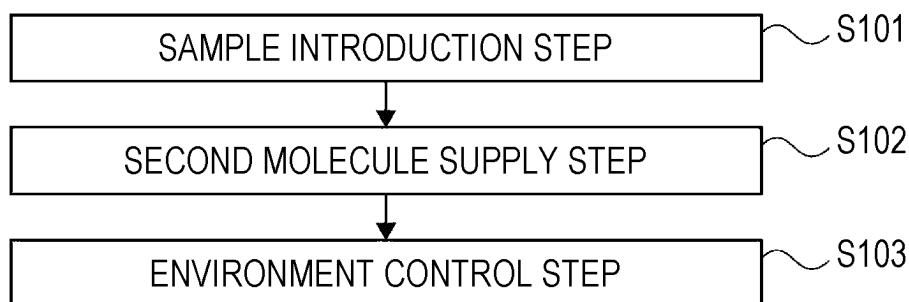 SAMPLE INTRODUCTION STEP S101
SECOND MOLECULE SUPPLY STEP S102
ENVIRONMENT CONTROL STEP S103